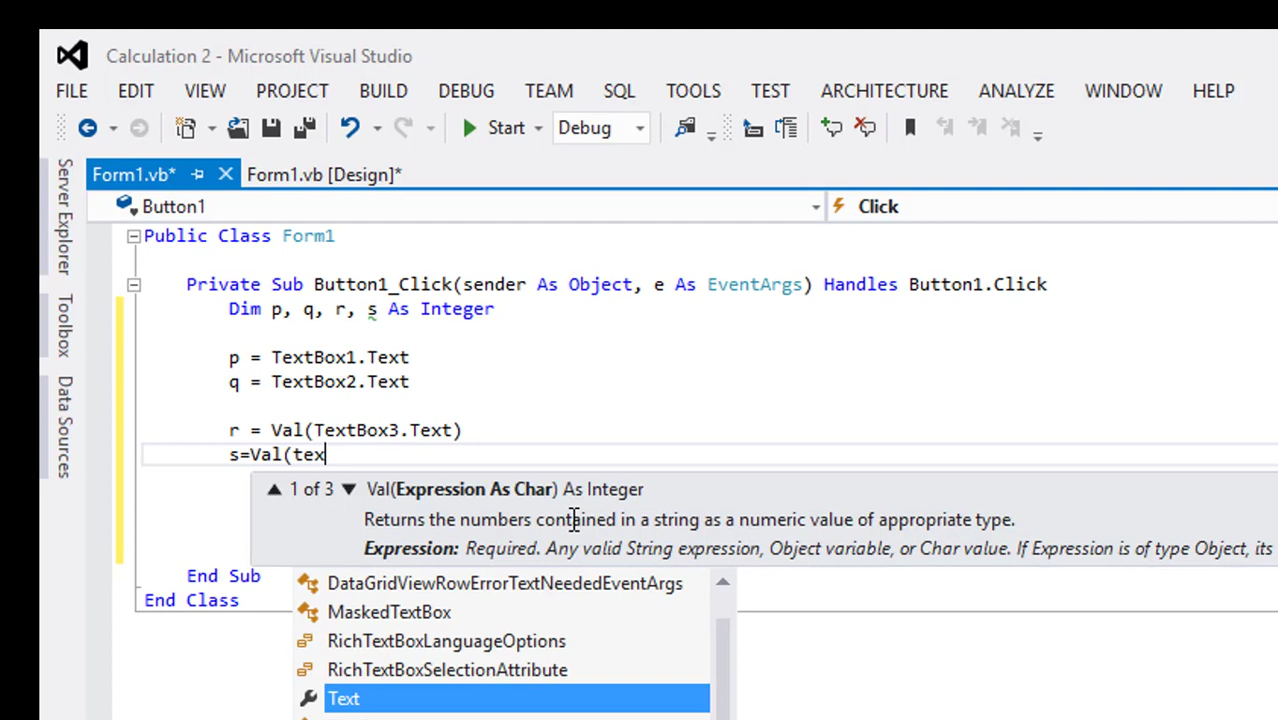 Calculation 2 - Microsoft Visual Studio
FILE EDIT VIEW PROJECT BUILD DEBUG TEAM SQL TOOLS TEST ARCHITECTURE ANALYZE WINDOW HELP
Start Debug
Form1.vb* Form1.vb [Design]*
Button1 Click
Server Explorer
Toolbox
Data Sources
Public Class Form1
Private Sub Button1_Click(sender As Object, e As EventArgs) Handles Button1.Click
Dim p, q, r, s As Integer
p = TextBox1.Text
q = TextBox2.Text
r = Val(TextBox3.Text)
s=Val(tex
1 of 3 Val(Expression As Char) As Integer
Returns the numbers contained in a string as a numeric value of appropriate type.
Expression: Required. Any valid String expression, Object variable, or Char value. If Expression is of type Object, its
End Sub
End Class
DataGridViewRowErrorTextNeededEventArgs
MaskedTextBox
RichTextBoxLanguageOptions
RichTextBoxSelectionAttribute
Text